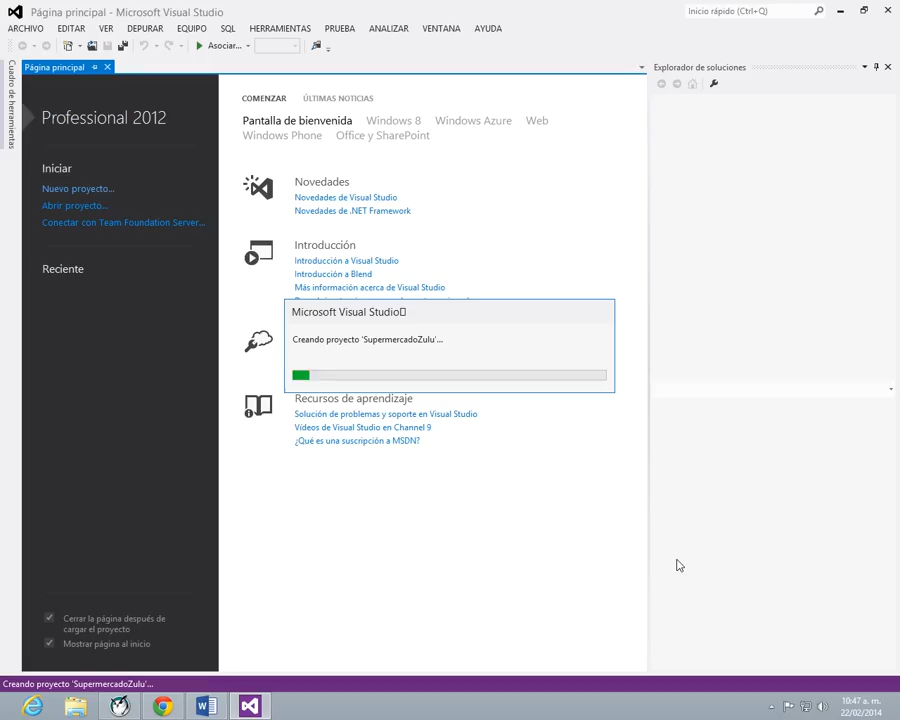 Página principal - Microsoft Visual Studio
Inicio rápido (Ctrl+Q)
ARCHIVO EDITAR VER DEPURAR EQUIPO SQL HERRAMIENTAS PRUEBA ANALIZAR VENTANA AYUDA
Asociar...
Cuadro de herramientas
Página principal
Explorador de soluciones
Professional 2012
Iniciar
Nuevo proyecto...
Abrir proyecto...
Conectar con Team Foundation Server...
Reciente
Cerrar la página después de
cargar el proyecto
Mostrar página al inicio
COMENZAR ÚLTIMAS NOTICIAS
Pantalla de bienvenida Windows 8 Windows Azure Web
Windows Phone Office y SharePoint
Novedades
Novedades de Visual Studio
Novedades de .NET Framework
Introducción
Introducción a Visual Studio
Introducción a Blend
Más información acerca de Visual Studio
Microsoft Visual Studio
Creando proyecto 'SupermercadoZulu'...
Recursos de aprendizaje
Solución de problemas y soporte en Visual Studio
Vídeos de Visual Studio en Channel 9
¿Qué es una suscripción a MSDN?
Creando proyecto 'SupermercadoZulu'...
10:47 a. m.
22/02/2014